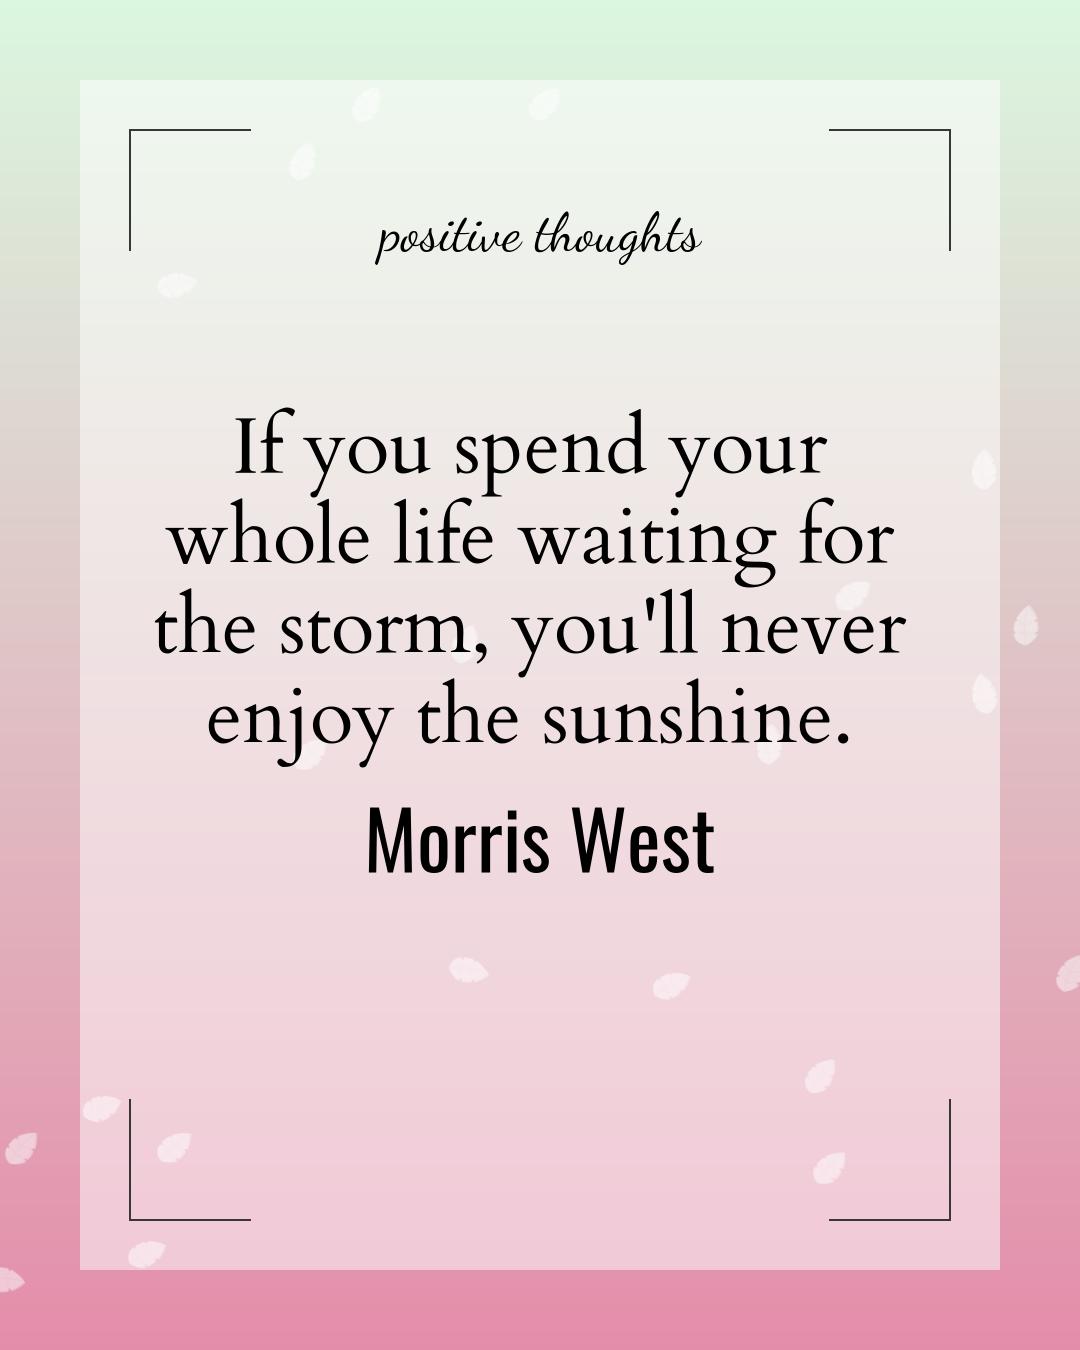 positive thoughts
If you spend your
whole life waiting for
the storm, you'll never
enjoy the sunshine.
Morris West